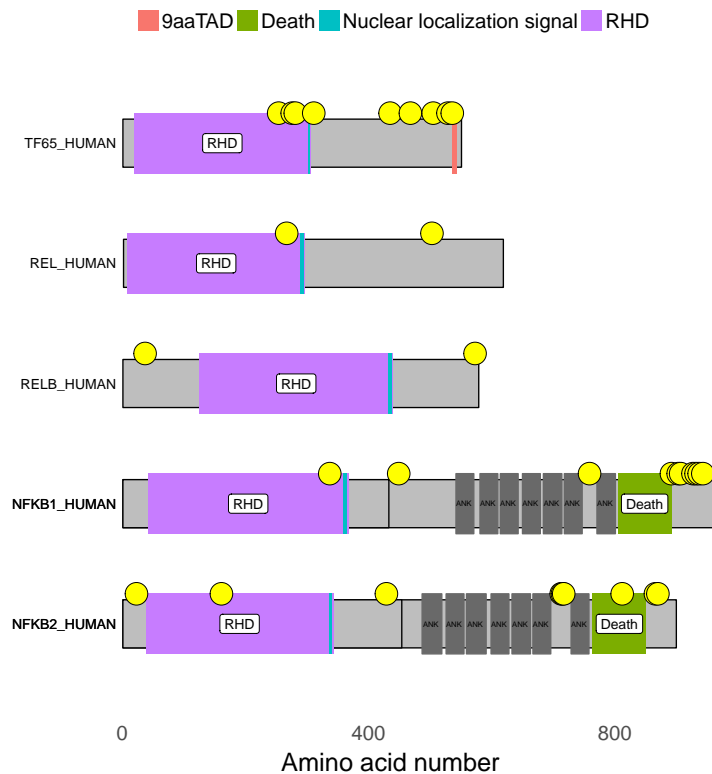 9aaTAD Death Nuclear localization signal RHD
TF65_HUMAN RHD
REL_HUMAN RHD
RELB_HUMAN RHD
NFKB1_HUMAN RHD ANK ANK ANK ANK ANK ANK ANK Death
NFKB2_HUMAN RHD ANK ANK ANK ANK ANK ANK ANK Death
0 400 800
Amino acid number